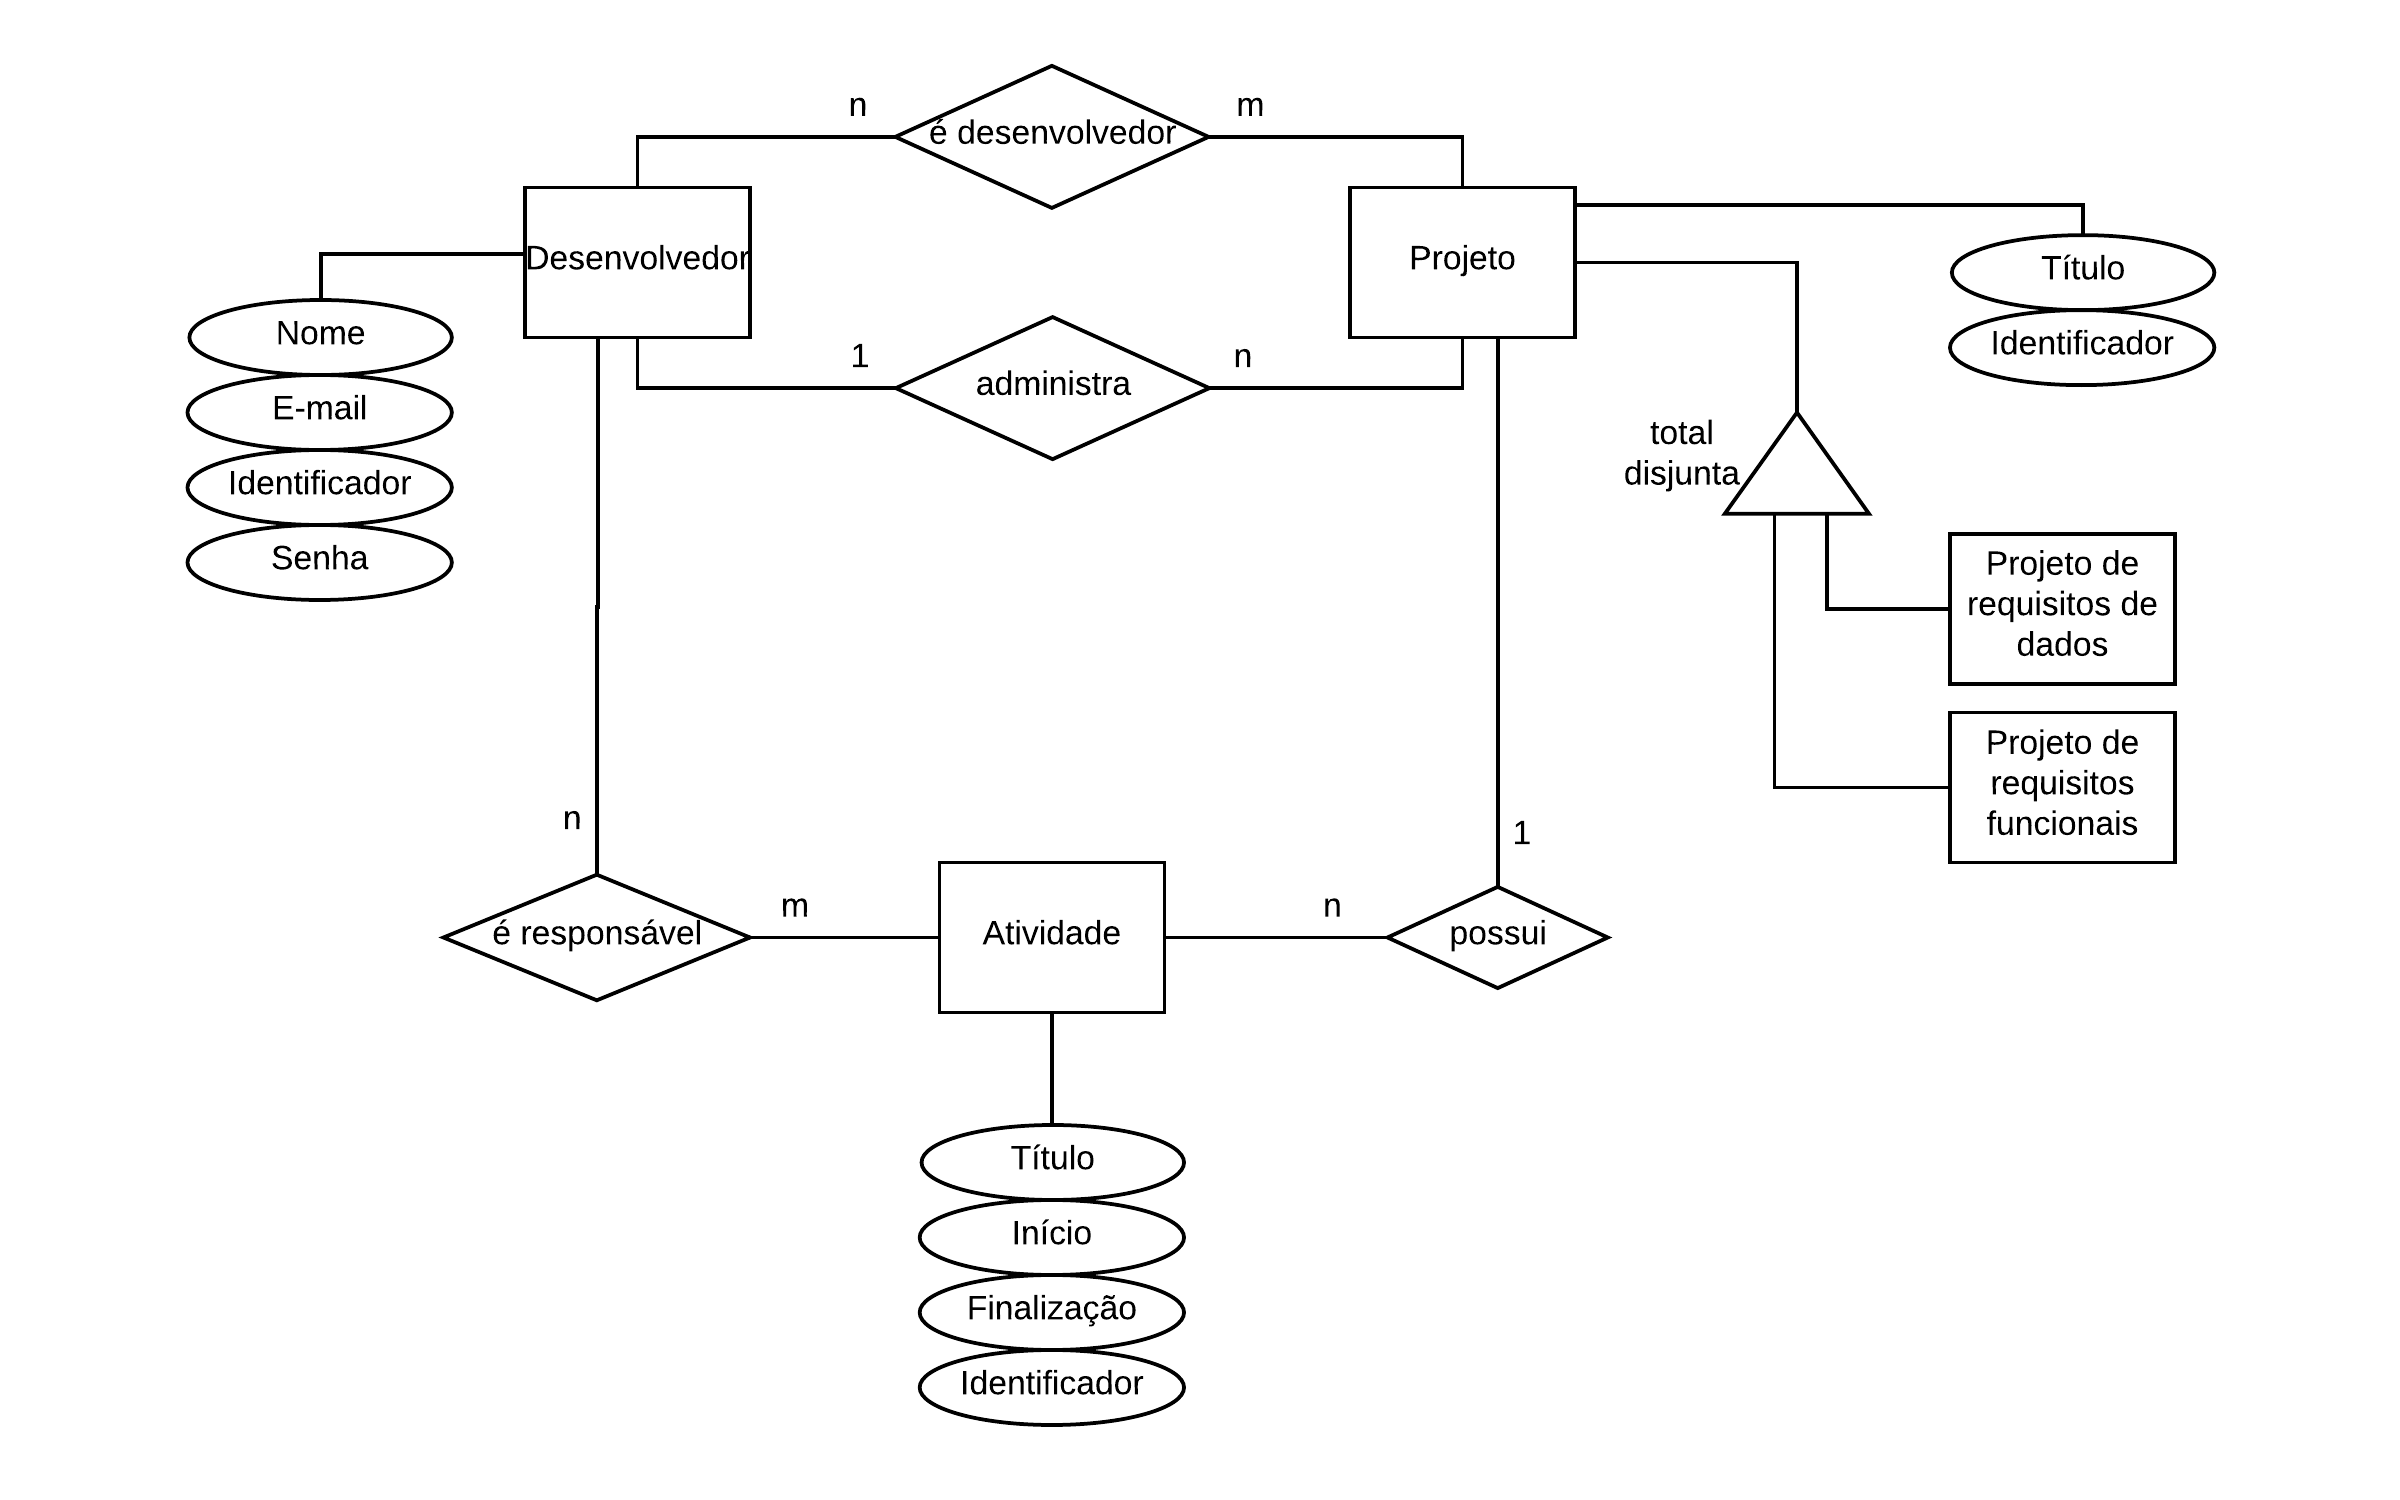 n
m
é desenvolvedor
Desenvolvedor
Projeto
Título
Identificador
Nome
E-mail
Identificador
Senha
1
administra
n
total
disjunta
Projeto de
requisitos de
dados
Projeto de
requisitos
funcionais
n
1
é responsável
m
Atividade
n
possui
Título
Início
Finalização
Identificador